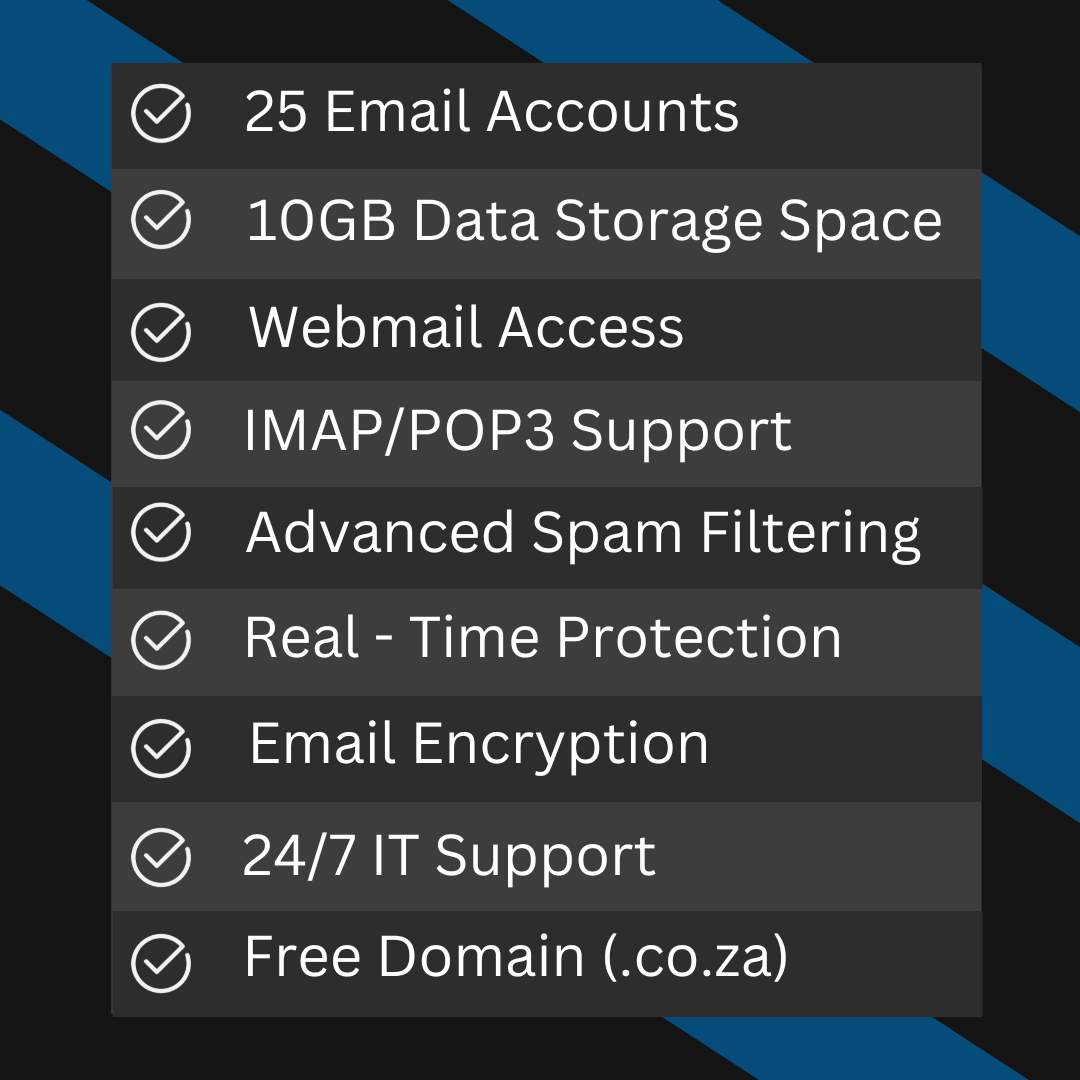 25 Email Accounts
10GB Data Storage Space
Webmail Access
IMAP/POP3 Support
Advanced Spam Filtering
Real - Time Protection
Email Encryption
24/7 IT Support
Free Domain (.co.za)